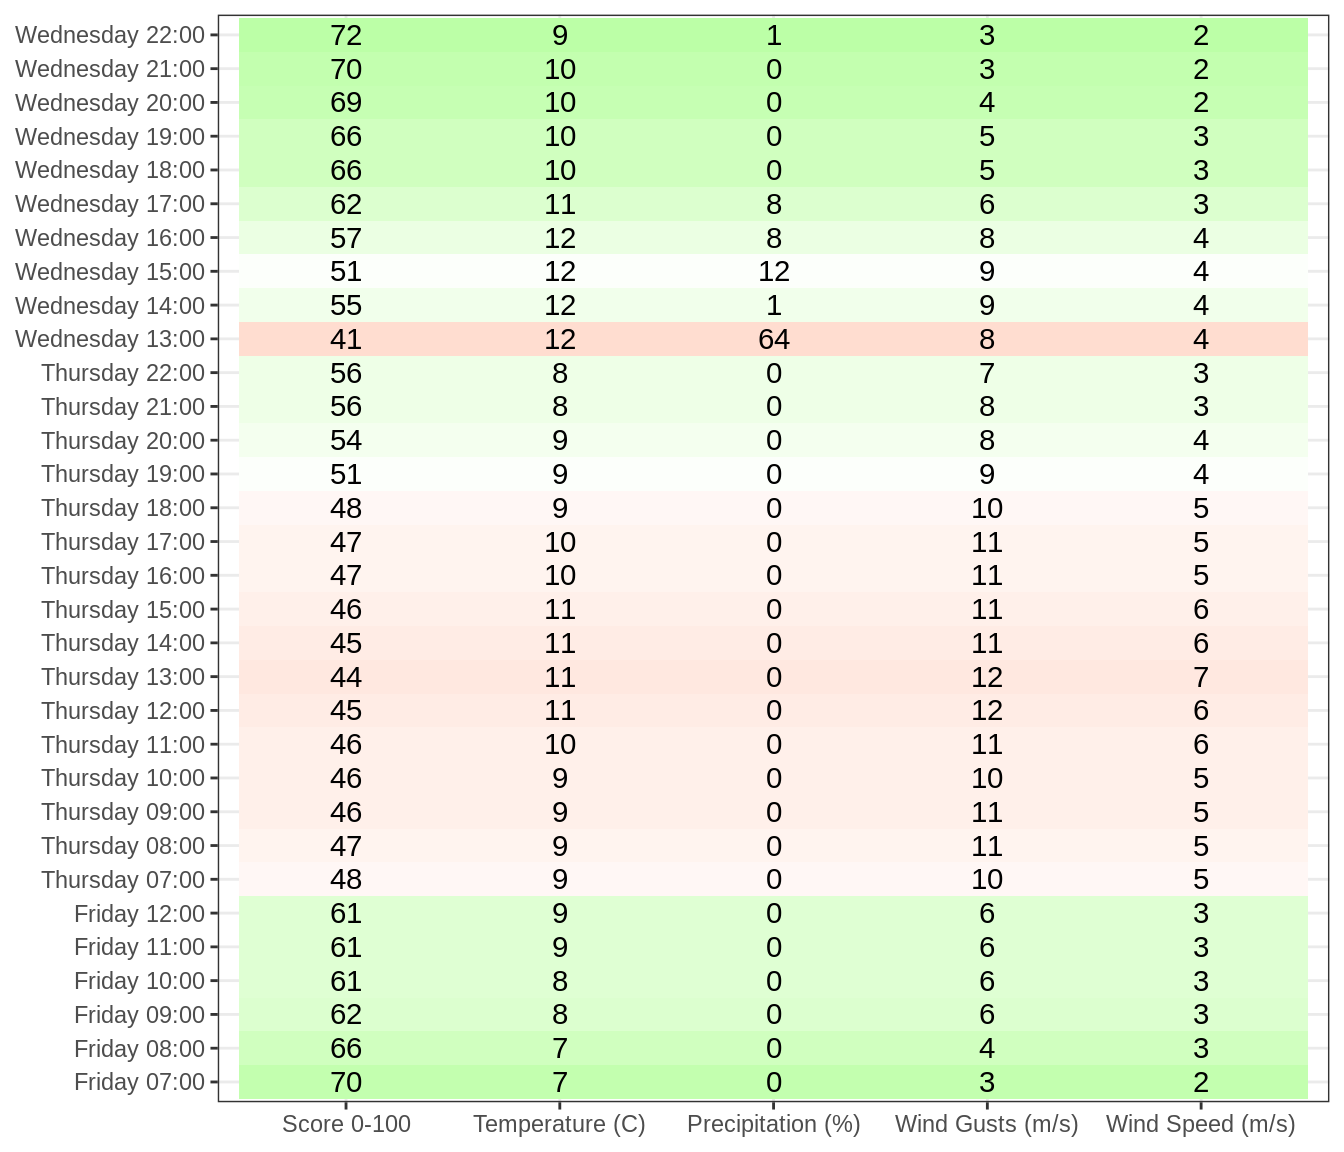 Wednesday 22:00 72 9 1 3 2
Wednesday 21:00 70 10 0 3 2
Wednesday 20:00 69 10 0 4 2
Wednesday 19:00 66 10 0 5 3
Wednesday 18:00 66 10 0 5 3
Wednesday 17:00 62 11 8 6 3
Wednesday 16:00 57 12 8 8 4
Wednesday 15:00 51 12 12 9 4
Wednesday 14:00 55 12 1 9 4
Wednesday 13:00 41 12 64 8 4
Thursday 22:00 56 8 0 7 3
Thursday 21:00 56 8 0 8 3
Thursday 20:00 54 9 0 8 4
Thursday 19:00 51 9 0 9 4
Thursday 18:00 48 9 0 10 5
Thursday 17:00 47 10 0 11 5
Thursday 16:00 47 10 0 11 5
Thursday 15:00 46 11 0 11 6
Thursday 14:00 45 11 0 11 6
Thursday 13:00 44 11 0 12 7
Thursday 12:00 45 11 0 12 6
Thursday 11:00 46 10 0 11 6
Thursday 10:00 46 9 0 10 5
Thursday 09:00 46 9 0 11 5
Thursday 08:00 47 9 0 11 5
Thursday 07:00 48 9 0 10 5
Friday 12:00 61 9 0 6 3
Friday 11:00 61 9 0 6 3
Friday 10:00 61 8 0 6 3
Friday 09:00 62 8 0 6 3
Friday 08:00 66 7 0 4 3
Friday 07:00 70 7 0 3 2
Score 0-100 Temperature (C) Precipitation (%) Wind Gusts (m/s) Wind Speed (m/s)